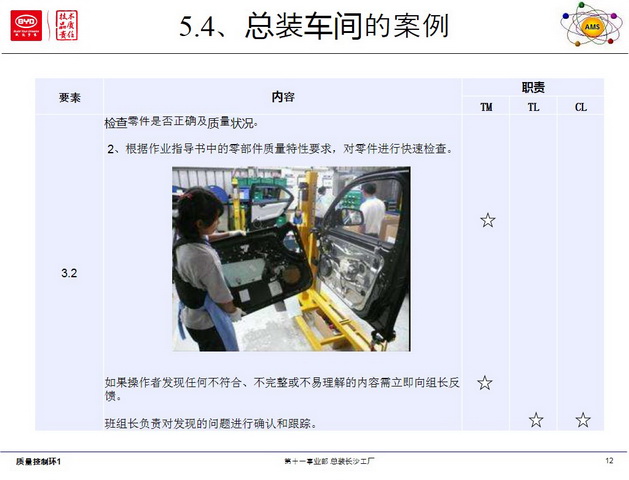 BYD
技术
品质
责信
5.4、总装车间的案例
AMS
要素
内容
职责
TM
TL
CL
检查零件是否正确及质量状况。
2、根据作业指导书中的零部件质量特性要求，对零件进行快速检查。
☆
3.2
如果操作者发现任何不符合、不完整或不易理解的内容需立即向组长反
馈。
☆
班组长负责对发现的问题进行确认和跟踪。
☆
☆
质量控制环1
第十一事业部 总装长沙工厂
12